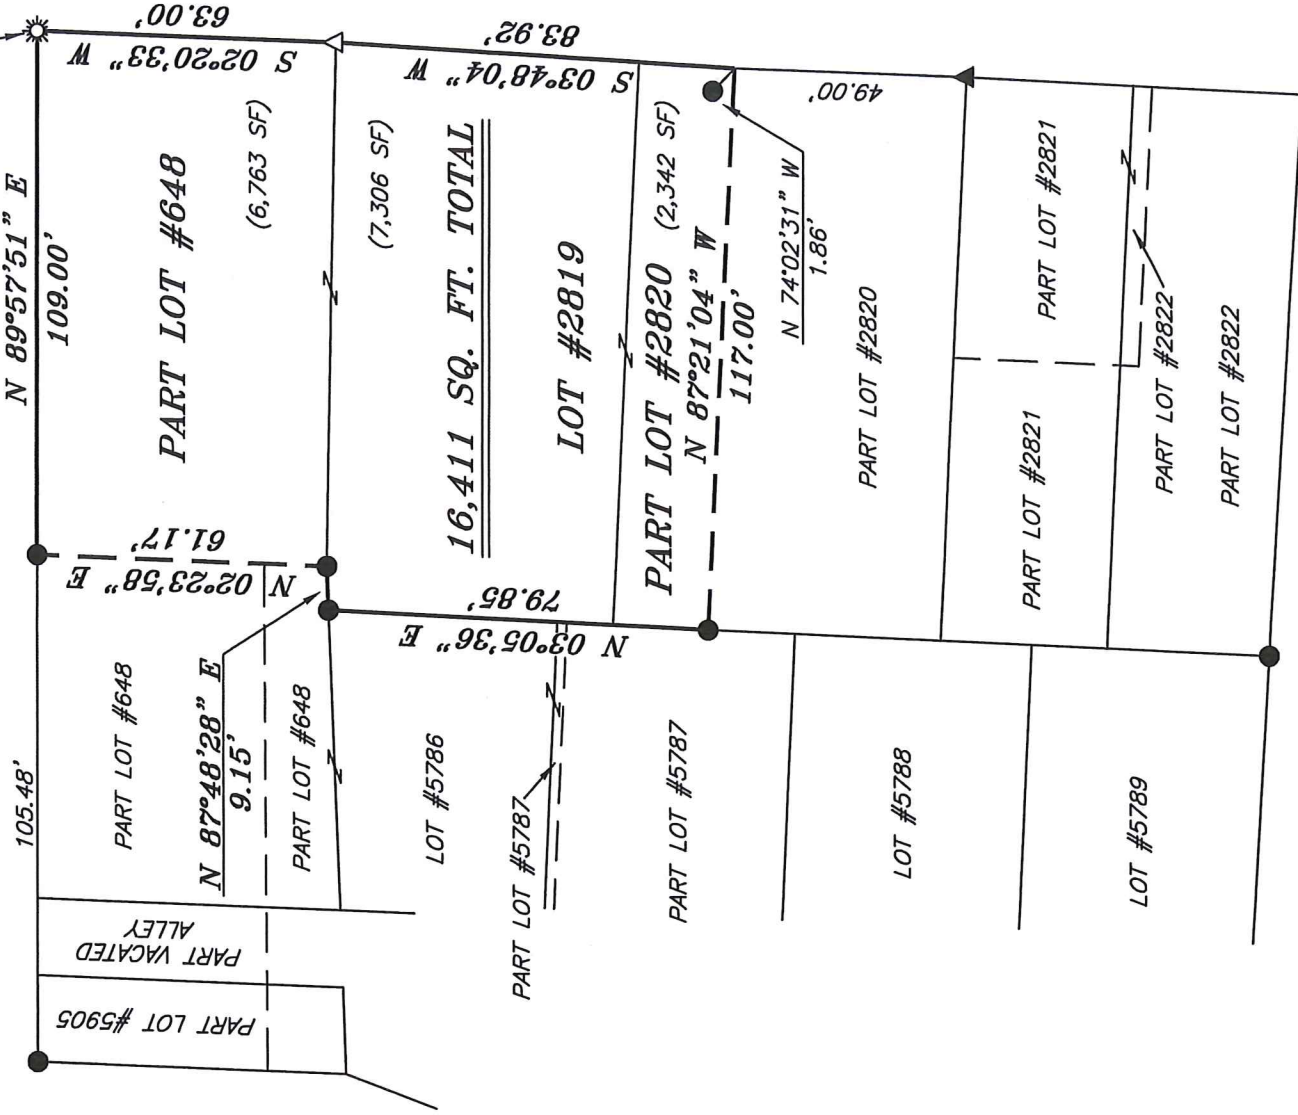 N 89°57'51" E
109.00'
105.48'
63.00'
S 02°20'33" W
PART LOT #648
(6,763 SF)
N 02°23'58" E
61.17'
PART LOT #648
N 87°48'28" E
9.15'
PART LOT #648
PART VACATED
ALLEY
PART LOT #5905
83.92'
S 03°48'04" W
(7,306 SF)
16,411 SQ. FT. TOTAL
LOT #2819
79.85'
N 03°05'36" E
PART LOT #2820 (2,342 SF)
N 87°21'04" W
117.00'
N 74°02'31" W
1.86'
49.00'
PART LOT #2820
PART LOT #2821
PART LOT #2821
PART LOT #2822
PART LOT #2822
LOT #5786
PART LOT #5787
PART LOT #5787
LOT #5788
LOT #5789